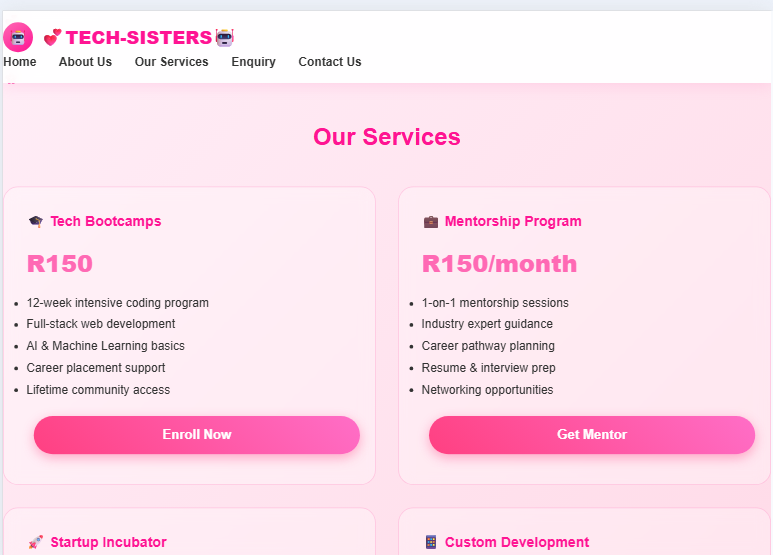 💕TECH-SISTERS🤖
Home About Us Our Services Enquiry Contact Us
Our Services
🎓 Tech Bootcamps
R150
• 12-week intensive coding program
• Full-stack web development
• AI & Machine Learning basics
• Career placement support
• Lifetime community access
Enroll Now
💼 Mentorship Program
R150/month
• 1-on-1 mentorship sessions
• Industry expert guidance
• Career pathway planning
• Resume & interview prep
• Networking opportunities
Get Mentor
🚀 Startup Incubator
📱 Custom Development